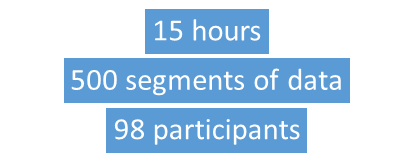 15 hours
500 segments of data
98 participants